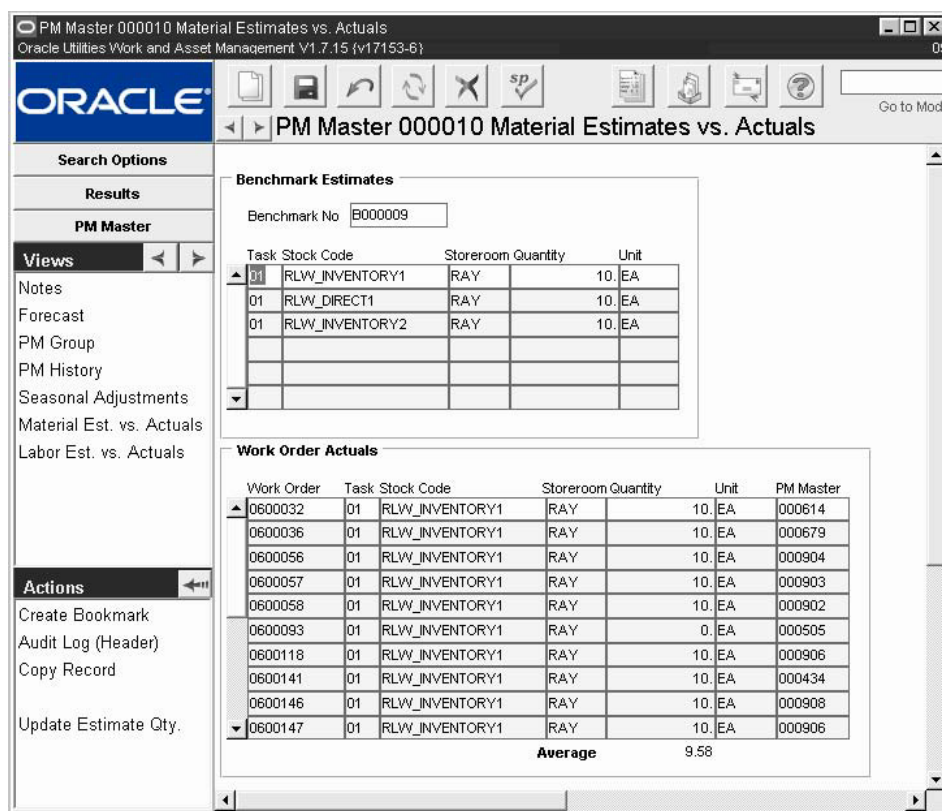 PM Master 000010 Material Estimates vs. Actuals
Oracle Utilities Work and Asset Management V1.7.15 {v17153-6}
ORACLE®
sp
Go to Mod
PM Master 000010 Material Estimates vs. Actuals
Search Options
Results
PM Master
Views
Notes
Forecast
PM Group
PM History
Seasonal Adjustments
Material Est. vs. Actuals
Labor Est. vs. Actuals
Actions
Create Bookmark
Audit Log (Header)
Copy Record
Update Estimate Qty.
Benchmark Estimates
Benchmark No B000009
Task Stock Code Storeroom Quantity Unit
01 RLW_INVENTORY1 RAY 10. EA
01 RLW_DIRECT1 RAY 10. EA
01 RLW_INVENTORY2 RAY 10. EA
Work Order Actuals
Work Order Task Stock Code Storeroom Quantity Unit PM Master
0600032 01 RLW_INVENTORY1 RAY 10. EA 000614
0600036 01 RLW_INVENTORY1 RAY 10. EA 000679
0600056 01 RLW_INVENTORY1 RAY 10. EA 000904
0600057 01 RLW_INVENTORY1 RAY 10. EA 000903
0600058 01 RLW_INVENTORY1 RAY 10. EA 000902
0600093 01 RLW_INVENTORY1 RAY 0. EA 000505
0600118 01 RLW_INVENTORY1 RAY 10. EA 000906
0600141 01 RLW_INVENTORY1 RAY 10. EA 000434
0600146 01 RLW_INVENTORY1 RAY 10. EA 000908
0600147 01 RLW_INVENTORY1 RAY 10. EA 000906
Average 9.58